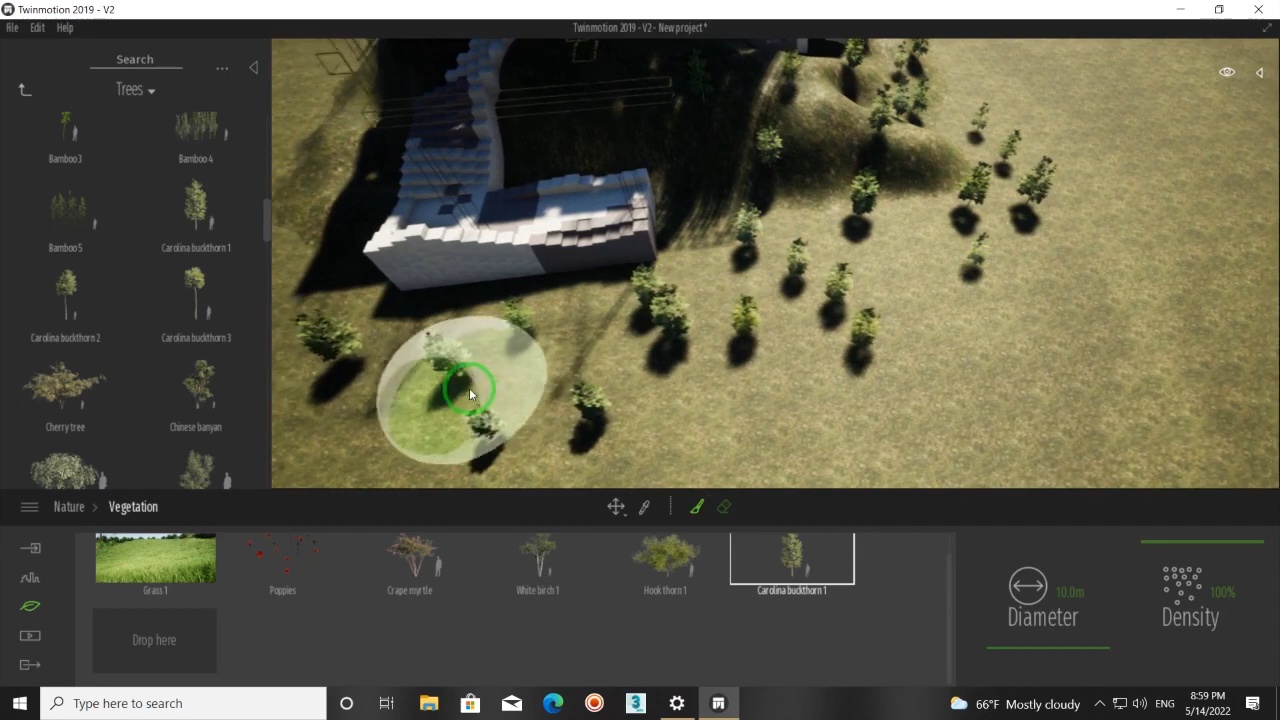 Twinmotion 2019 - V2
File Edit Help
Twinmotion 2019 - V2 - New project*
Search
...
Trees
Bamboo 3
Bamboo 4
Bamboo 5
Carolina buckthorn 1
Carolina buckthorn 2
Carolina buckthorn 3
Cherry tree
Chinese banyan
Nature > Vegetation
Grass 1
Poppies
Crape myrtle
White birch 1
Hook thorn 1
Carolina buckthorn 1
Drop here
10.0m
Diameter
100%
Density
Type here to search
66°F Mostly cloudy
ENG
8:59 PM
5/14/2022